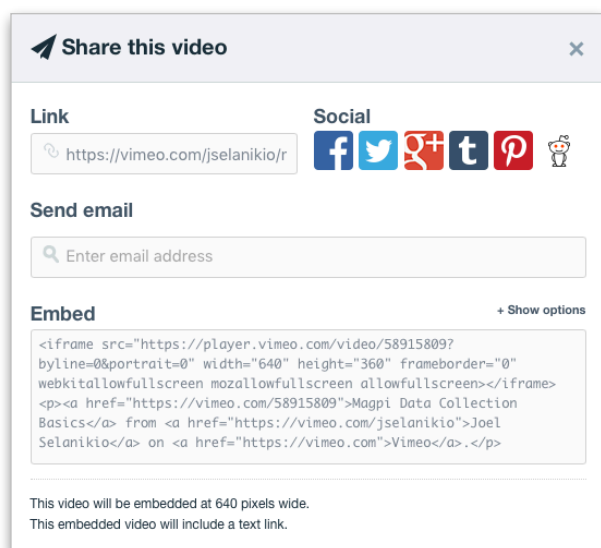 Share this video
×
Link
Social
https://vimeo.com/jselanikio/r
f g+ t p
Send email
Enter email address
Embed
+ Show options
<iframe src="https://player.vimeo.com/video/58915809?
byline=0&portrait=0" width="640" height="360" frameborder="0"
webkitallowfullscreen mozallowfullscreen allowfullscreen></iframe>
<p><a href="https://vimeo.com/58915809">Magpi Data Collection
Basics</a> from <a href="https://vimeo.com/jselanikio">Joel
Selanikio</a> on <a href="https://vimeo.com">Vimeo</a>.</p>
This video will be embedded at 640 pixels wide.
This embedded video will include a text link.